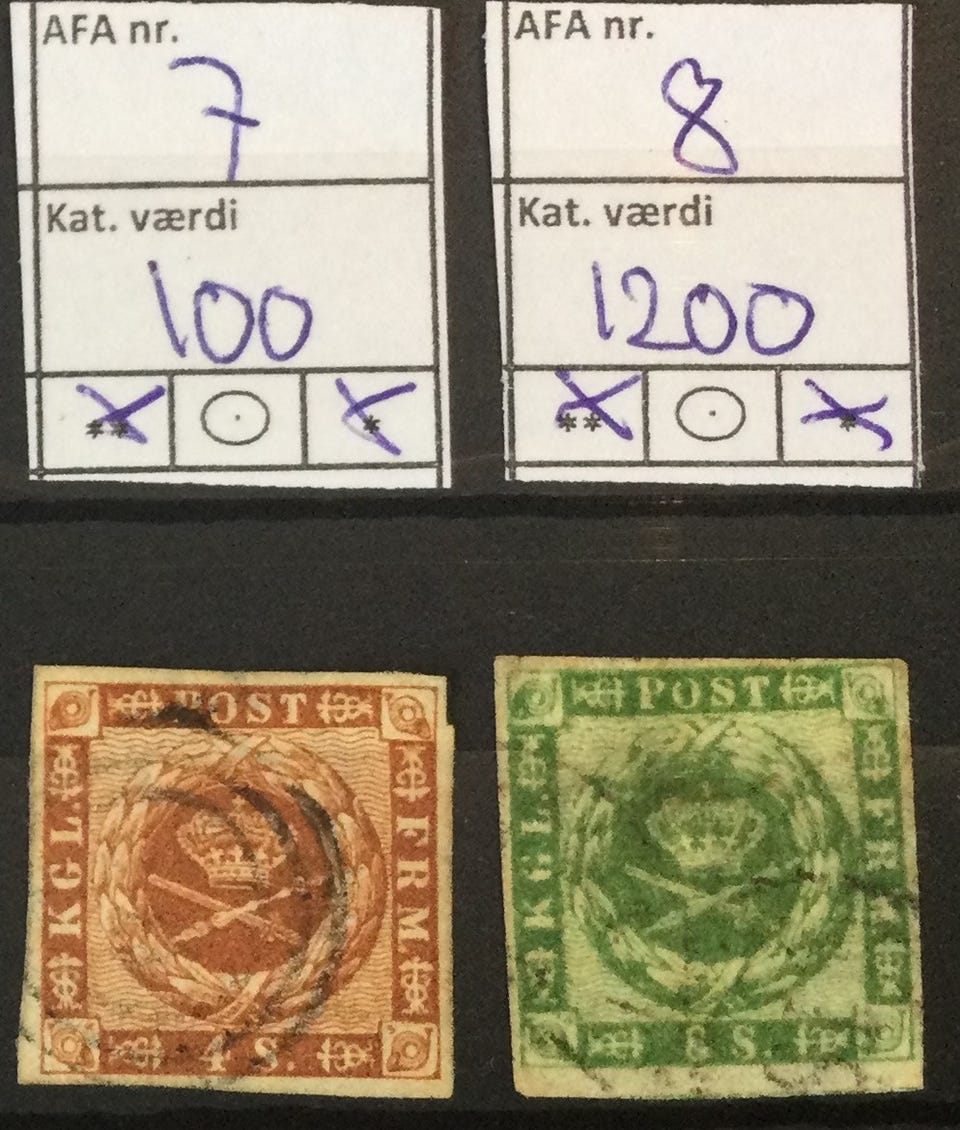 AFA nr.
7
Kat. værdi
100
** *
AFA nr.
8
Kat. værdi
1200
** *
POST
KGL
FRM
4 S.
POST
KGL
FRM
8 S.